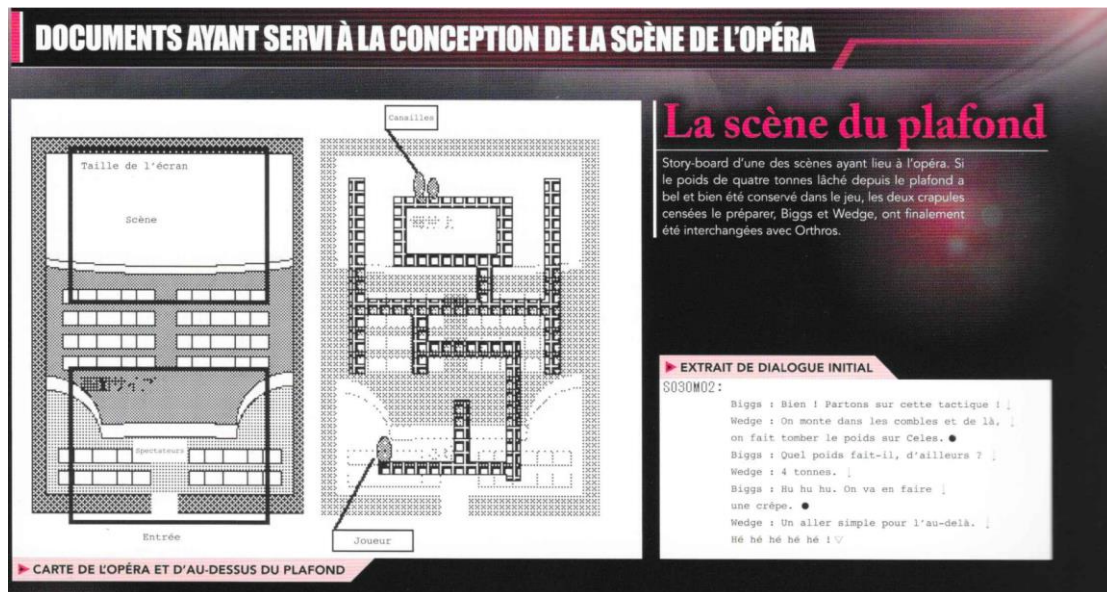 DOCUMENTS AYANT SERVI À LA CONCEPTION DE LA SCÈNE DE L'OPÉRA
Taille de l'écran
Scène
Spectateurs
Entrée
Canailles
Joueur
CARTE DE L'OPÉRA ET D'AU-DESSUS DU PLAFOND
La scène du plafond
Story-board d'une des scènes ayant lieu à l'opéra. Si
le poids de quatre tonnes lâché depuis le plafond a
bel et bien été conservé dans le jeu, les deux crapules
censées le préparer, Biggs et Wedge, ont finalement
été interchangées avec Orthros.
EXTRAIT DE DIALOGUE INITIAL
S030M02:
Biggs : Bien ! Partons sur cette tactique ! ↓
Wedge : On monte dans les combles et de là, ↓
on fait tomber le poids sur Celes. ●
Biggs : Quel poids fait-il, d'ailleurs ? ↓
Wedge : 4 tonnes. ↓
Biggs : Hu hu hu. On va en faire ↓
une crêpe. ●
Wedge : Un aller simple pour l'au-delà. ↓
Hé hé hé hé hé ! ▽